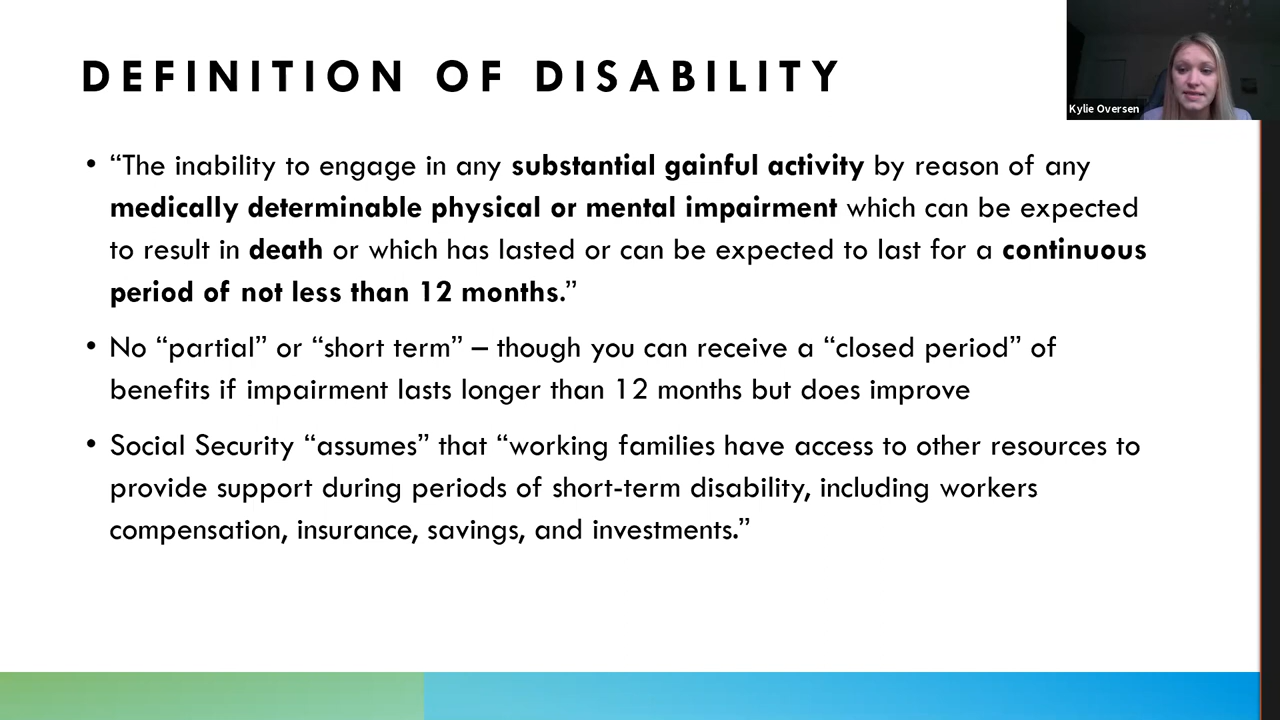 DEFINITION OF DISABILITY
Kylie Oversen
• “The inability to engage in any substantial gainful activity by reason of any
medically determinable physical or mental impairment which can be expected
to result in death or which has lasted or can be expected to last for a continuous
period of not less than 12 months.”
• No “partial” or “short term” – though you can receive a “closed period” of
benefits if impairment lasts longer than 12 months but does improve
• Social Security “assumes” that “working families have access to other resources to
provide support during periods of short-term disability, including workers
compensation, insurance, savings, and investments.”